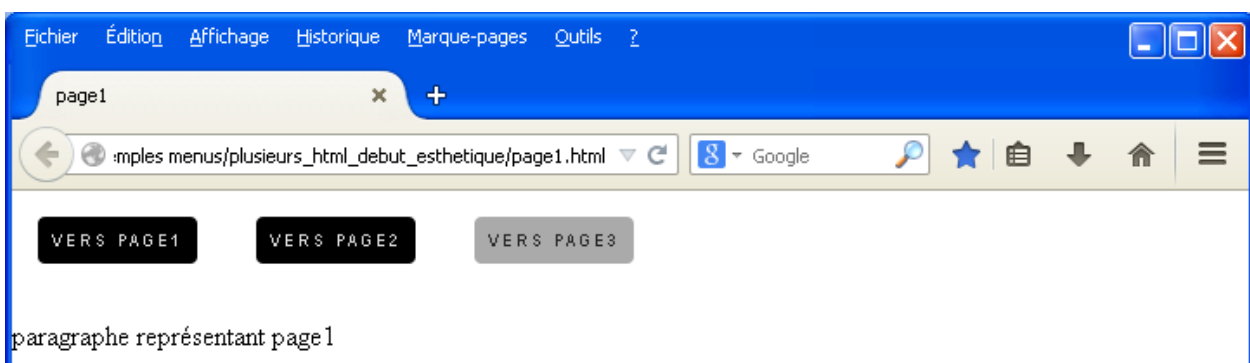 Fichier Édition Affichage Historique Marque-pages Outils ?
page1
:mples menus/plusieurs_html_debut_esthetique/page1.html 8 Google
VERS PAGE1 VERS PAGE2 VERS PAGE3
paragraphe représentant page1